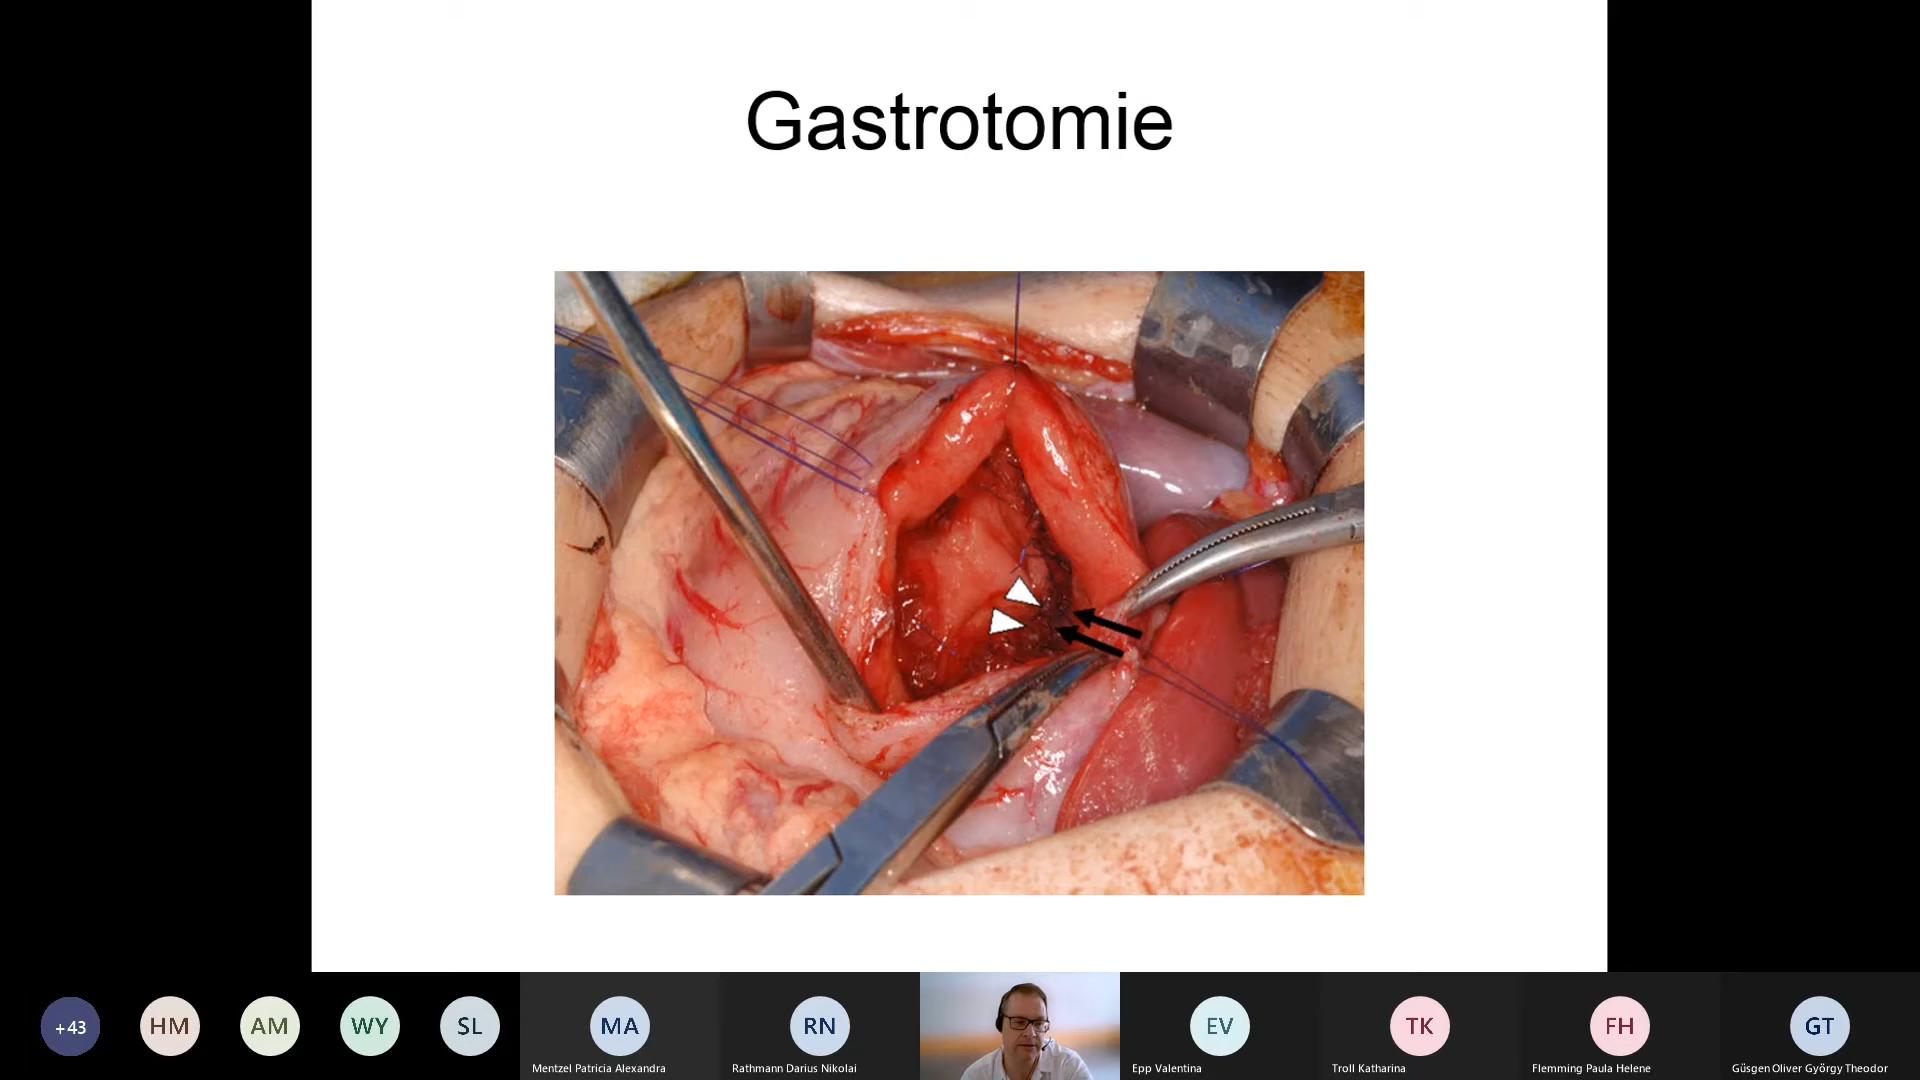 Gastrotomie
+43
HM
AM
WY
SL
MA
RN
EV
TK
FH
GT
Mentzel Patricia Alexandra
Rathmann Darius Nikolai
Epp Valentina
Troll Katharina
Flemming Paula Helene
Güsgen Oliver György Theodor